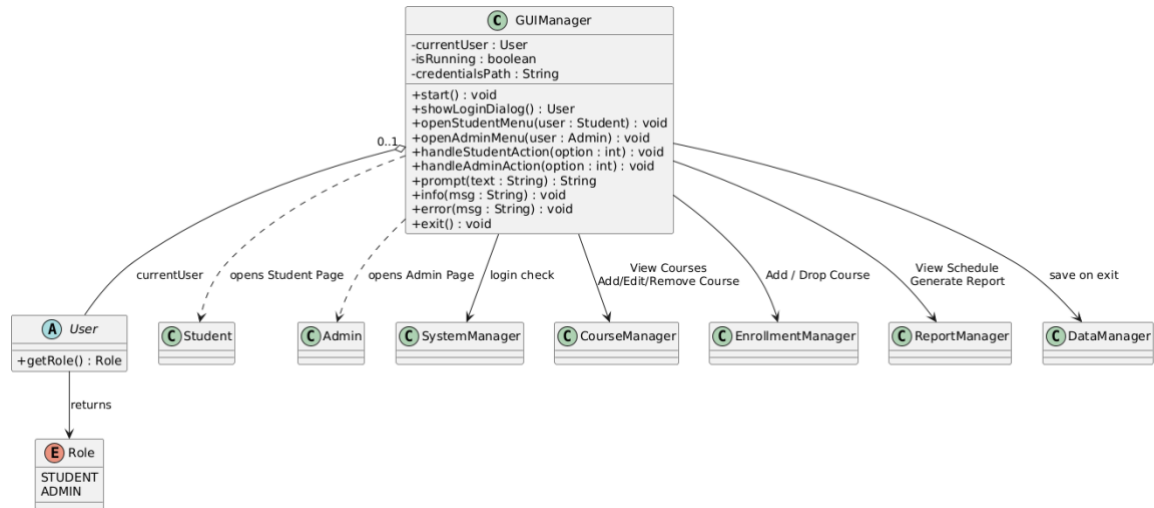 C GUIManager
-currentUser : User
-isRunning : boolean
-credentialsPath : String
+start() : void
+showLoginDialog() : User
+openStudentMenu(user : Student) : void
+openAdminMenu(user : Admin) : void
+handleStudentAction(option : int) : void
+handleAdminAction(option : int) : void
+prompt(text : String) : String
+info(msg : String) : void
+error(msg : String) : void
+exit() : void
0..1
currentUser
opens Student Page
opens Admin Page
login check
View Courses
Add/Edit/Remove Course
Add / Drop Course
View Schedule
Generate Report
save on exit
A User
+getRole() : Role
C Student
C Admin
C SystemManager
C CourseManager
C EnrollmentManager
C ReportManager
C DataManager
returns
E Role
STUDENT
ADMIN